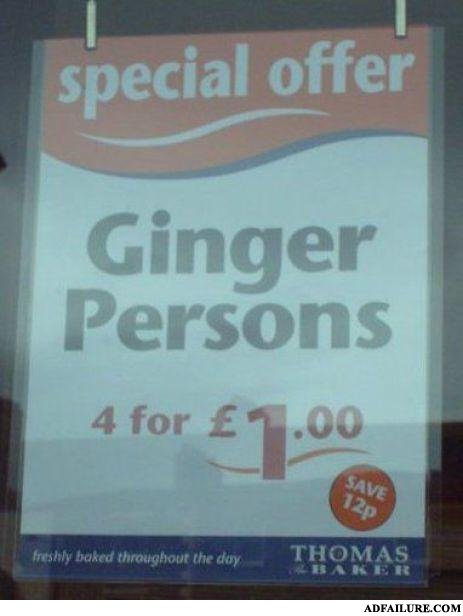 special offer
Ginger
Persons
4 for £1.00
SAVE
12p
freshly baked throughout the day
THOMAS
the BAKER
ADFAILURE.COM